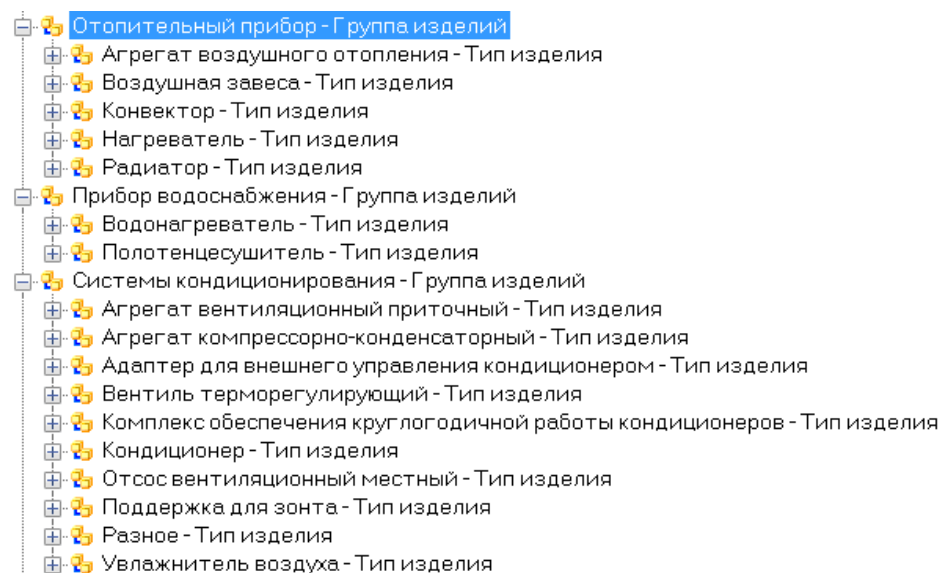 Отопительный прибор - Группа изделий
Агрегат воздушного отопления - Тип изделия
Воздушная завеса - Тип изделия
Конвектор - Тип изделия
Нагреватель - Тип изделия
Радиатор - Тип изделия
Прибор водоснабжения - Группа изделий
Водонагреватель - Тип изделия
Полотенцесушитель - Тип изделия
Системы кондиционирования - Группа изделий
Агрегат вентиляционный приточный - Тип изделия
Агрегат компрессорно-конденсаторный - Тип изделия
Адаптер для внешнего управления кондиционером - Тип изделия
Вентиль терморегулирующий - Тип изделия
Комплекс обеспечения круглогодичной работы кондиционеров - Тип изделия
Кондиционер - Тип изделия
Отсос вентиляционный местный - Тип изделия
Поддержка для зонта - Тип изделия
Разное - Тип изделия
Увлажнитель воздуха - Тип изделия